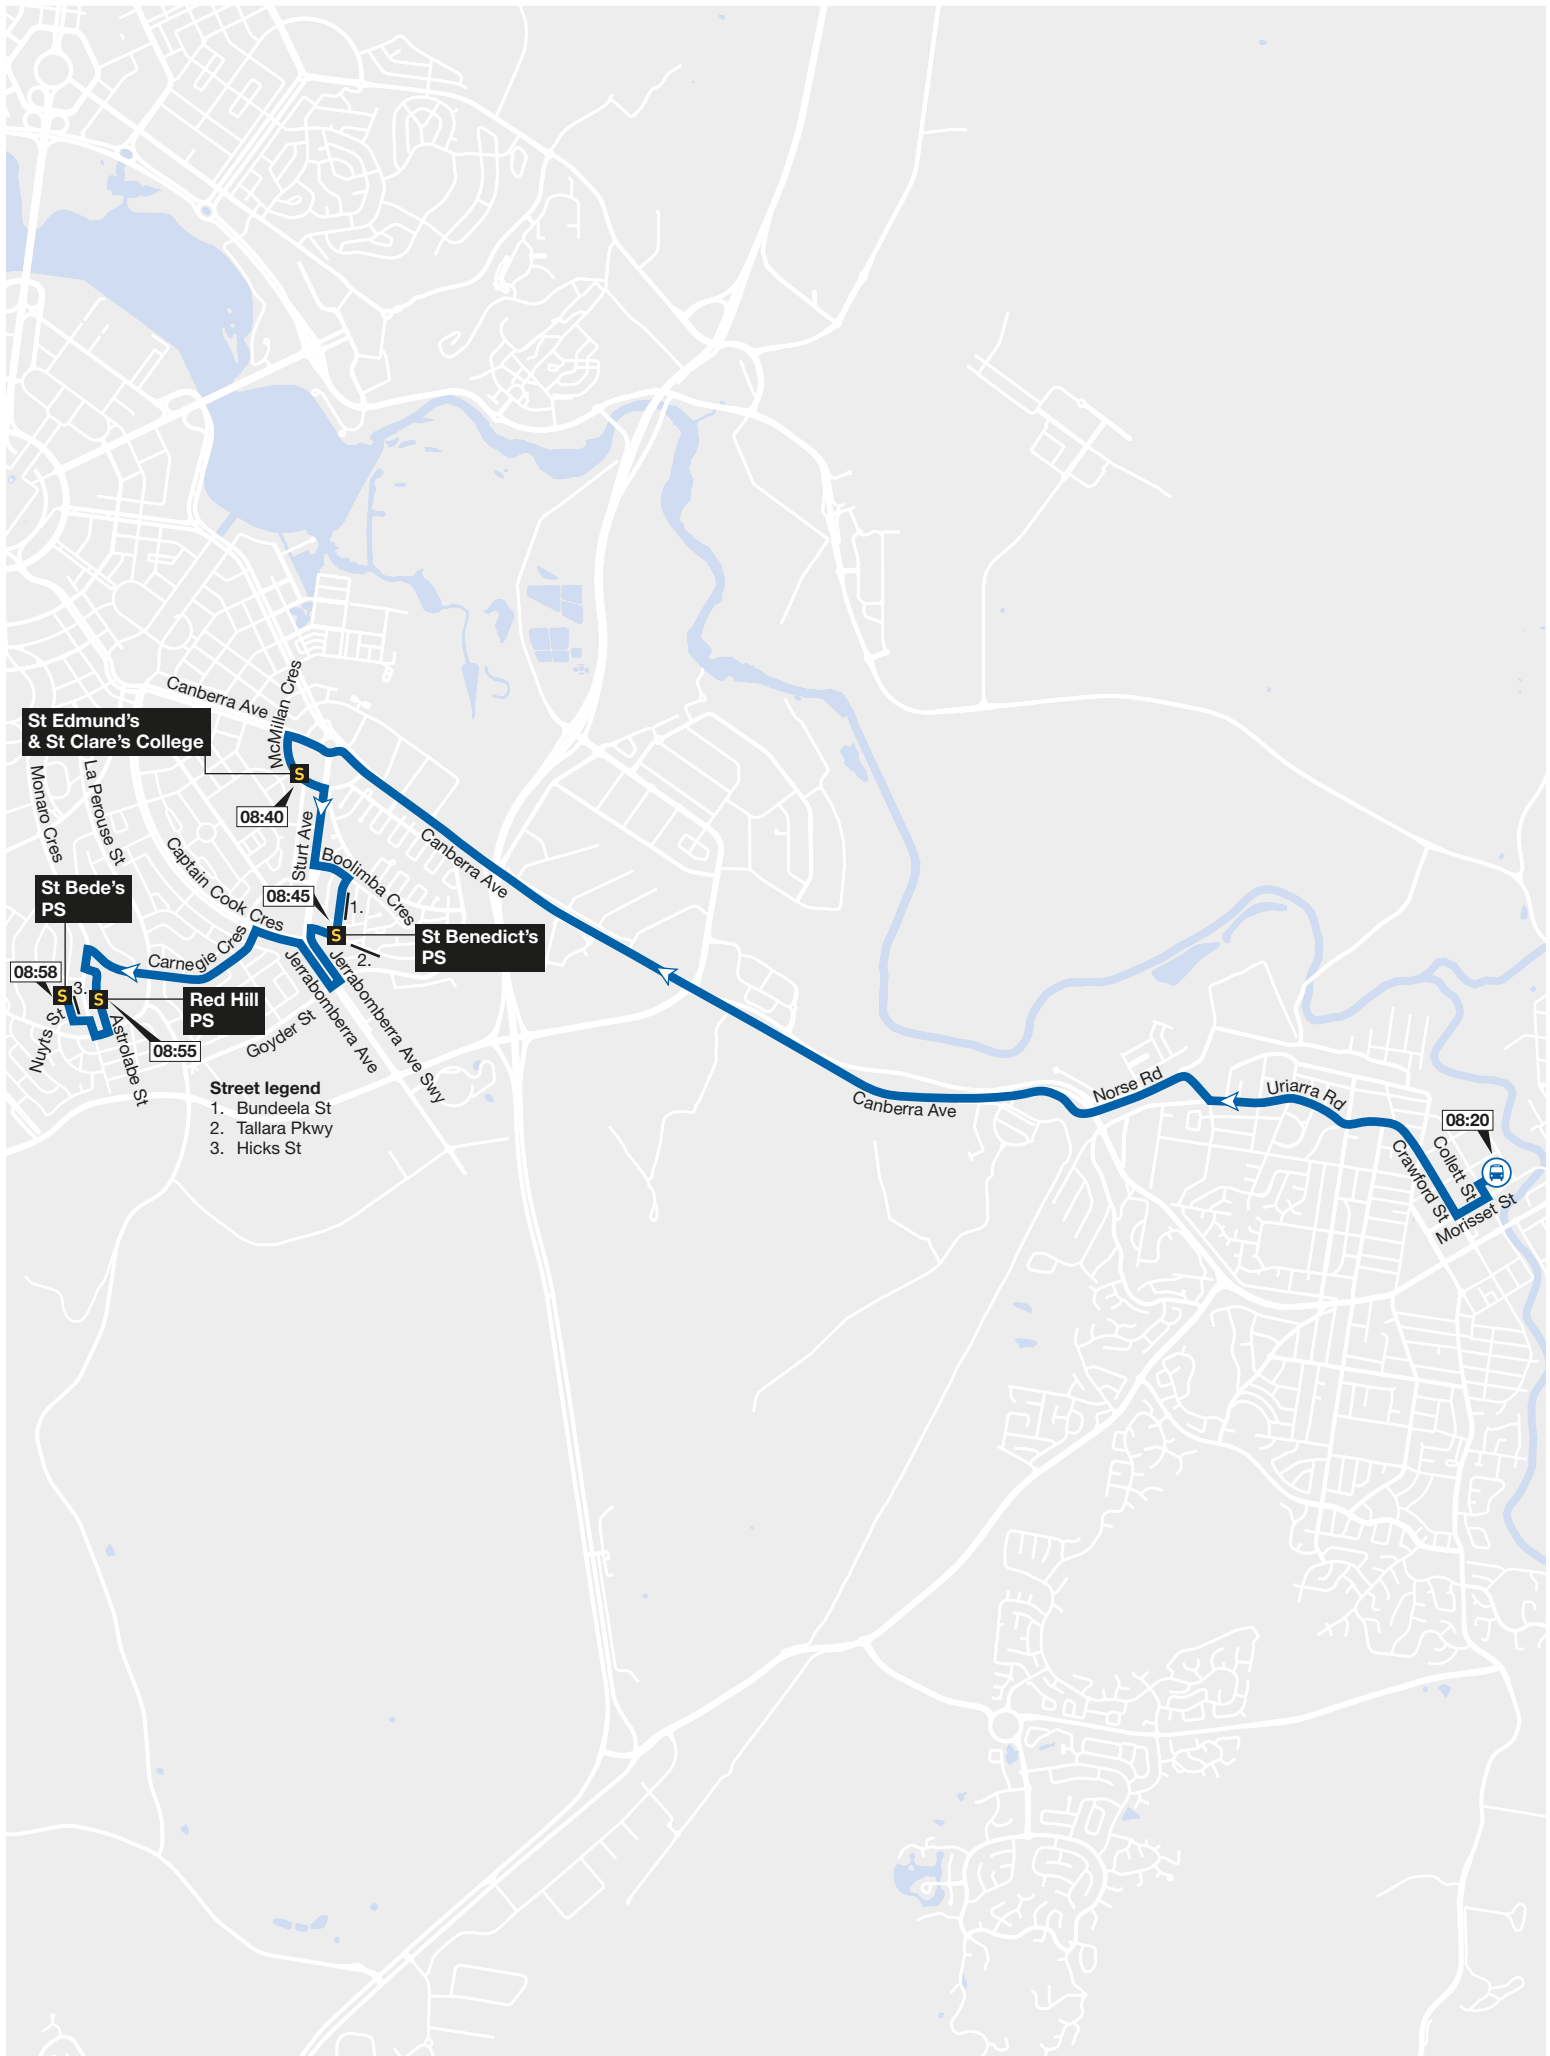 McMillan Cres
Canberra Ave
St Edmund's
& St Clare's College
Monaro Cres
La Perouse St
08:40
Sturt Ave
Canberra Ave
Captain Cook Cres
Boolimba Cres
St Bede's
PS
08:45
1.
St Benedict's
PS
2.
Carnegie Cres
Jerrabomberra Ave
Jerrabomberra Ave Swy
08:58
3.
Red Hill
PS
Nuyts St
Astrolabe St
08:55
Goyder St
Street legend
1. Bundeela St
2. Tallara Pkwy
3. Hicks St
Canberra Ave
Norse Rd
Uriarra Rd
08:20
Crawford St
Collett St
Morisset St
S
S
S
S